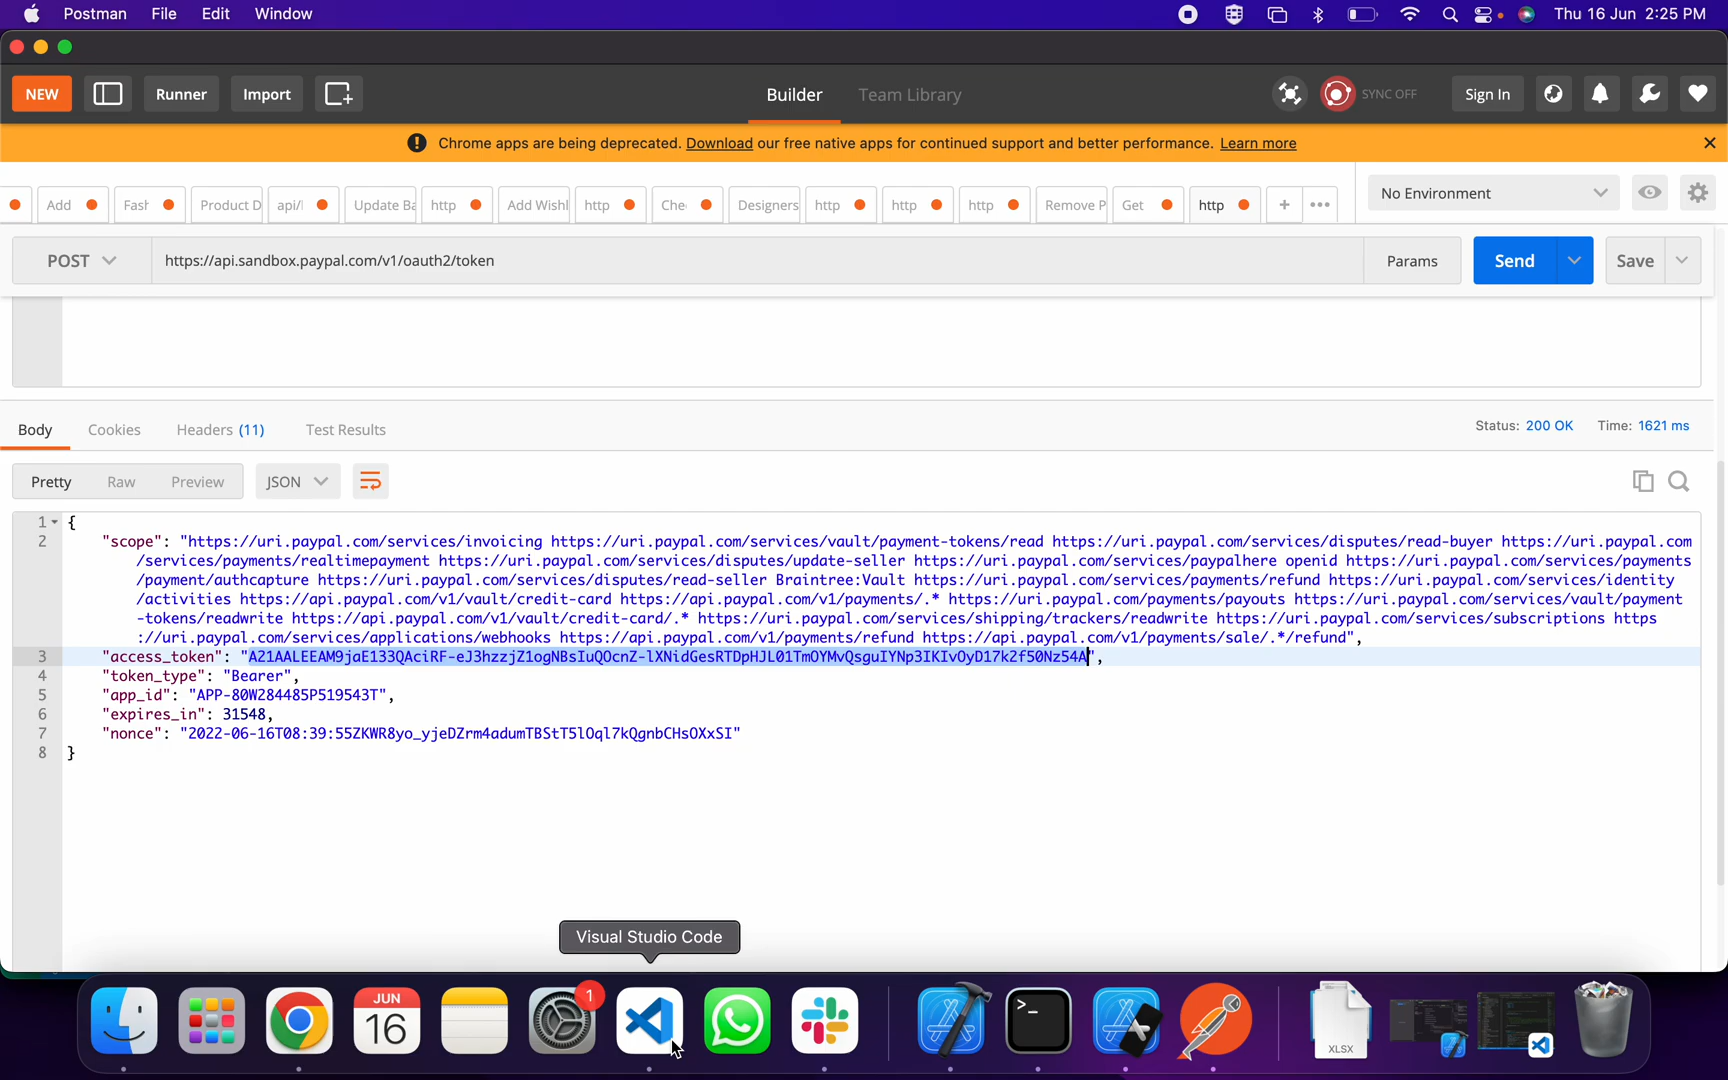 Postman File Edit Window Thu 16 Jun 2:25 PM
NEW Runner Import Builder Team Library SYNC OFF Sign In
! Chrome apps are being deprecated. Download our free native apps for continued support and better performance. Learn more
Add Fash Product D api/l Update Ba http Add Wishl http Che Designers http http http Remove P Get http + ••• No Environment
POST https://api.sandbox.paypal.com/v1/oauth2/token Params Send Save
Body Cookies Headers (11) Test Results Status: 200 OK Time: 1621 ms
Pretty Raw Preview JSON
1 {
2 "scope": "https://uri.paypal.com/services/invoicing https://uri.paypal.com/services/vault/payment-tokens/read https://uri.paypal.com/services/disputes/read-buyer https://uri.paypal.com
/services/payments/realtimepayment https://uri.paypal.com/services/disputes/update-seller https://uri.paypal.com/services/paypalhere openid https://uri.paypal.com/services/payments
/payment/authcapture https://uri.paypal.com/services/disputes/read-seller Braintree:Vault https://uri.paypal.com/services/payments/refund https://uri.paypal.com/services/identity
/activities https://api.paypal.com/v1/vault/credit-card https://api.paypal.com/v1/payments/.* https://uri.paypal.com/payments/payouts https://uri.paypal.com/services/vault/payment
-tokens/readwrite https://api.paypal.com/v1/vault/credit-card/.* https://uri.paypal.com/services/shipping/trackers/readwrite https://uri.paypal.com/services/subscriptions https
://uri.paypal.com/services/applications/webhooks https://api.paypal.com/v1/payments/refund https://api.paypal.com/v1/payments/sale/.*/refund",
3 "access_token": "A21AALEEAM9jaE133QAciRF-eJ3hzzjZ1ogNBsIuQOcnZ-lXNidGesRTDpHJL01TmOYMvQsguIYNp3IKIvOyD17k2f50Nz54A",
4 "token_type": "Bearer",
5 "app_id": "APP-80W284485P519543T",
6 "expires_in": 31548,
7 "nonce": "2022-06-16T08:39:55ZKWR8yo_yjeDZrm4adumTBStT5lOql7kQgnbCHsOXxSI"
8 }
Visual Studio Code
JUN
16
1
XLSX